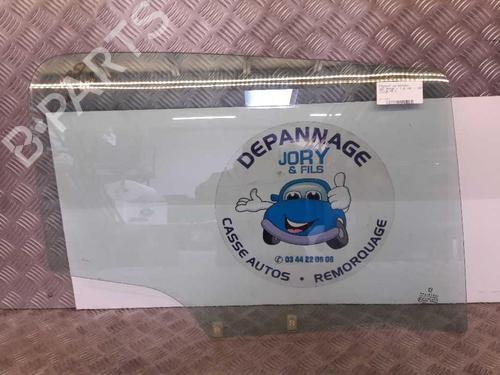 B-PARTS
DEPANNAGE
JORY
& FILS
CASSE AUTOS - REMORQUAGE
✆ 03 44 22 06 06